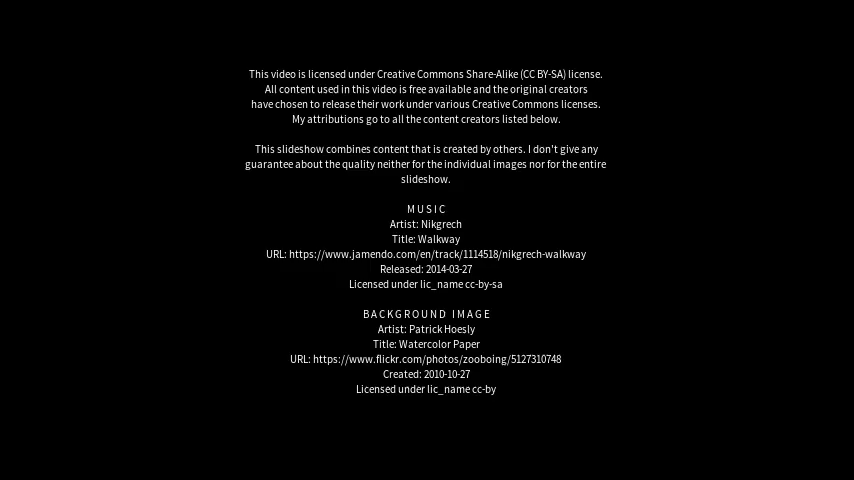 This video is licensed under Creative Commons Share-Alike (CC BY-SA) license.
All content used in this video is free available and the original creators
have chosen to release their work under various Creative Commons licenses.
My attributions go to all the content creators listed below.
This slideshow combines content that is created by others. I don't give any
guarantee about the quality neither for the individual images nor for the entire
slideshow.
MUSIC
Artist: Nikgrech
Title: Walkway
URL: https://www.jamendo.com/en/track/1114518/nikgrech-walkway
Released: 2014-03-27
Licensed under lic_name cc-by-sa
BACKGROUND IMAGE
Artist: Patrick Hoesly
Title: Watercolor Paper
URL: https://www.flickr.com/photos/zooboing/5127310748
Created: 2010-10-27
Licensed under lic_name cc-by